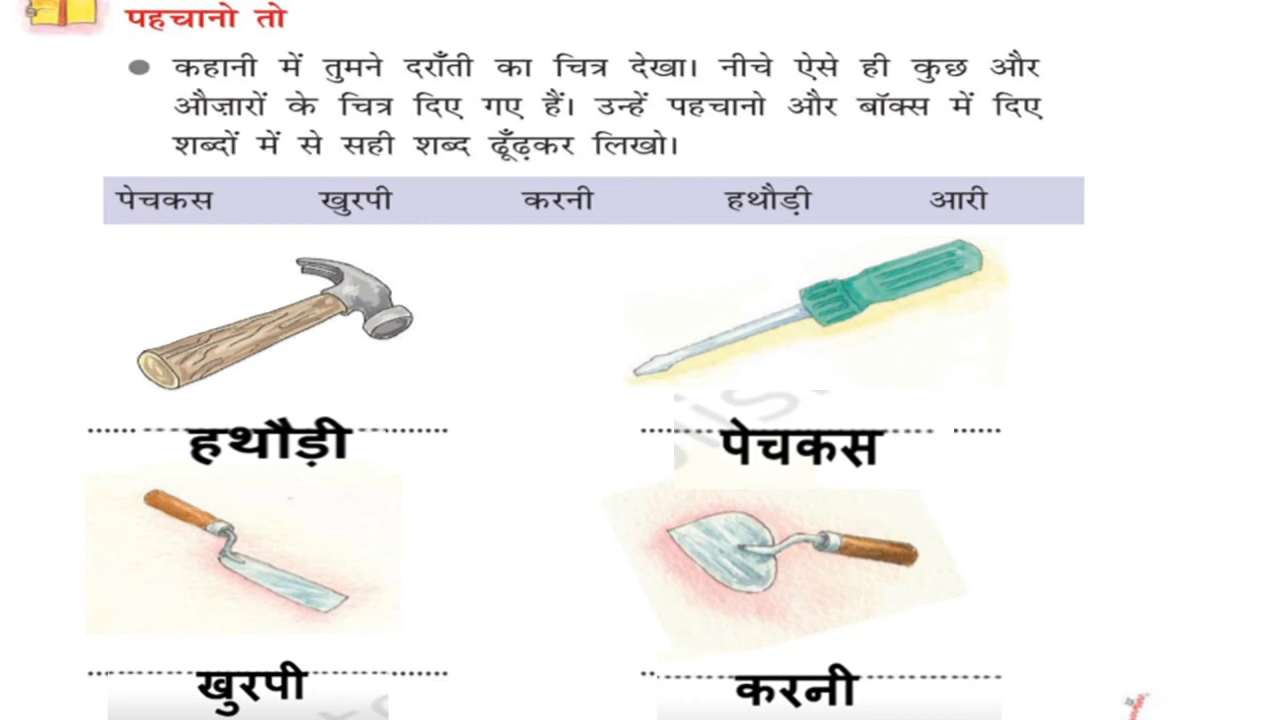 पहचानो तो
कहानी में तुमने दराँती का चित्र देखा। नीचे ऐसे ही कुछ और
औज़ारों के चित्र दिए गए हैं। उन्हें पहचानो और बॉक्स में दिए
शब्दों में से सही शब्द ढूँढ़कर लिखो।
पेचकस खुरपी करनी हथौड़ी आरी
हथौड़ी पेचकस
खुरपी करनी